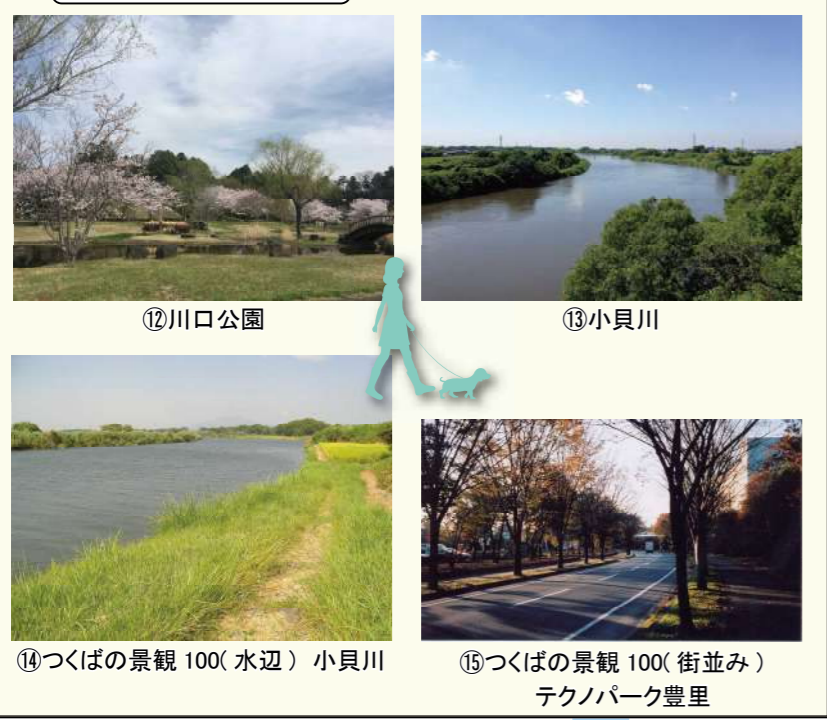 ⑫川口公園
⑬小貝川
⑭つくばの景観 100( 水辺 ) 小貝川
⑮つくばの景観 100( 街並み )
テクノパーク豊里